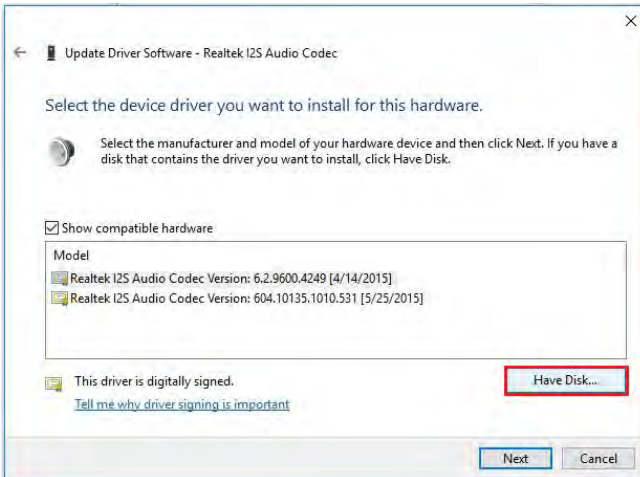 Update Driver Software - Realtek I2S Audio Codec
Select the device driver you want to install for this hardware.
Select the manufacturer and model of your hardware device and then click Next. If you have a
disk that contains the driver you want to install, click Have Disk.
Show compatible hardware
Model
Realtek I2S Audio Codec Version: 6.2.9600.4249 [4/14/2015]
Realtek I2S Audio Codec Version: 604.10135.1010.531 [5/25/2015]
This driver is digitally signed.
Have Disk...
Tell me why driver signing is important
Next
Cancel